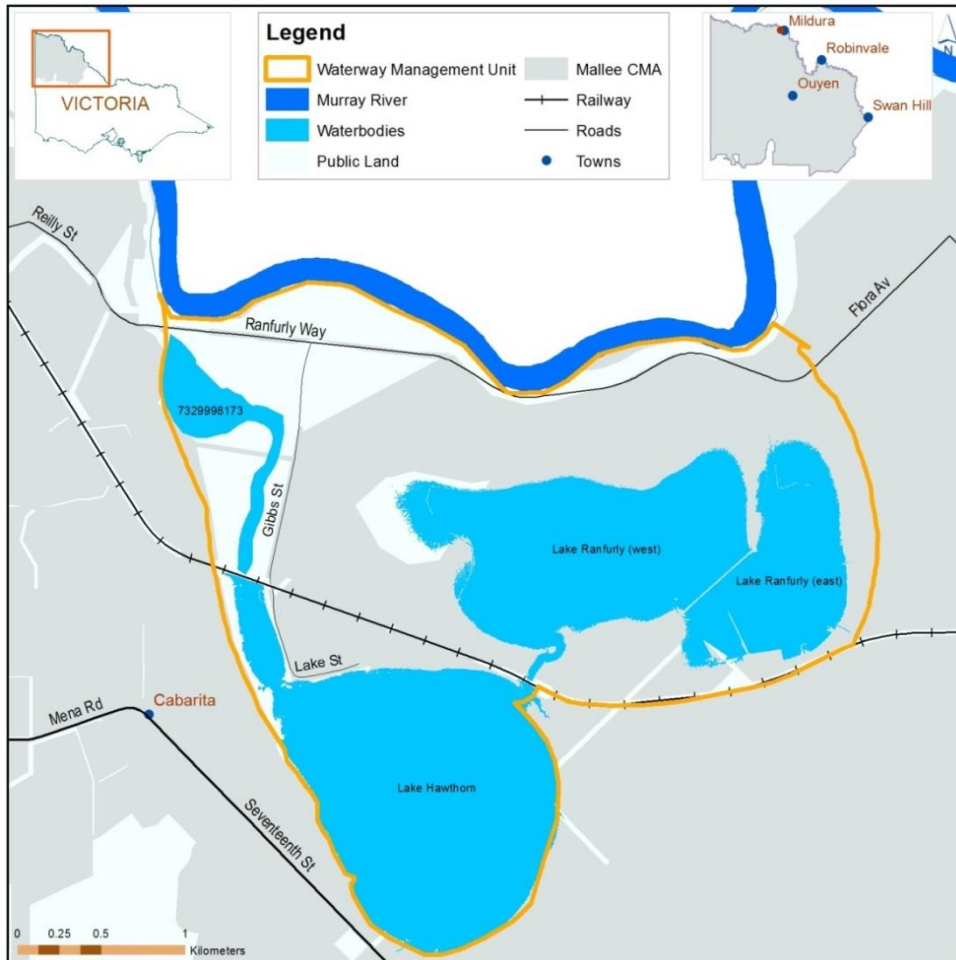 VICTORIA
Legend
Waterway Management Unit
Murray River
Waterbodies
Public Land
Mallee CMA
Railway
Roads
Towns
Mildura
Robinvale
Ouyen
Swan Hill
N
Reilly St
Ranfurly Way
Flora Av
7329998173
Gibbs St
Lake Ranfurly (west)
Lake Ranfurly (east)
Lake St
Cabarita
Mena Rd
Lake Hawthorn
Seventeenth St
0 0.25 0.5 1
Kilometers